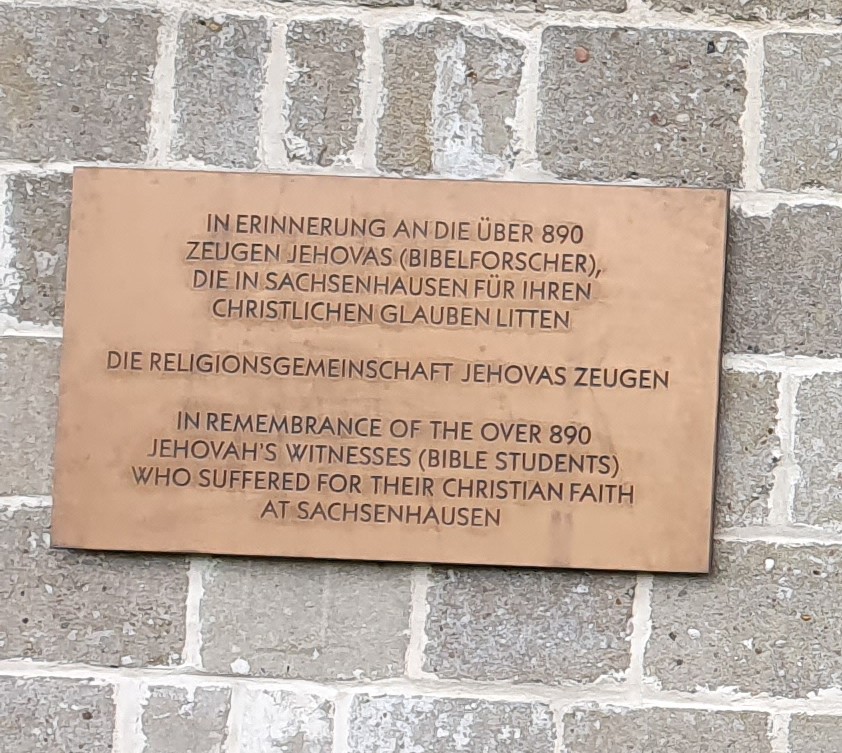 IN ERINNERUNG AN DIE ÜBER 890
ZEUGEN JEHOVAS (BIBELFORSCHER),
DIE IN SACHSENHAUSEN FÜR IHREN
CHRISTLICHEN GLAUBEN LITTEN
DIE RELIGIONSGEMEINSCHAFT JEHOVAS ZEUGEN
IN REMEMBRANCE OF THE OVER 890
JEHOVAH'S WITNESSES (BIBLE STUDENTS)
WHO SUFFERED FOR THEIR CHRISTIAN FAITH
AT SACHSENHAUSEN